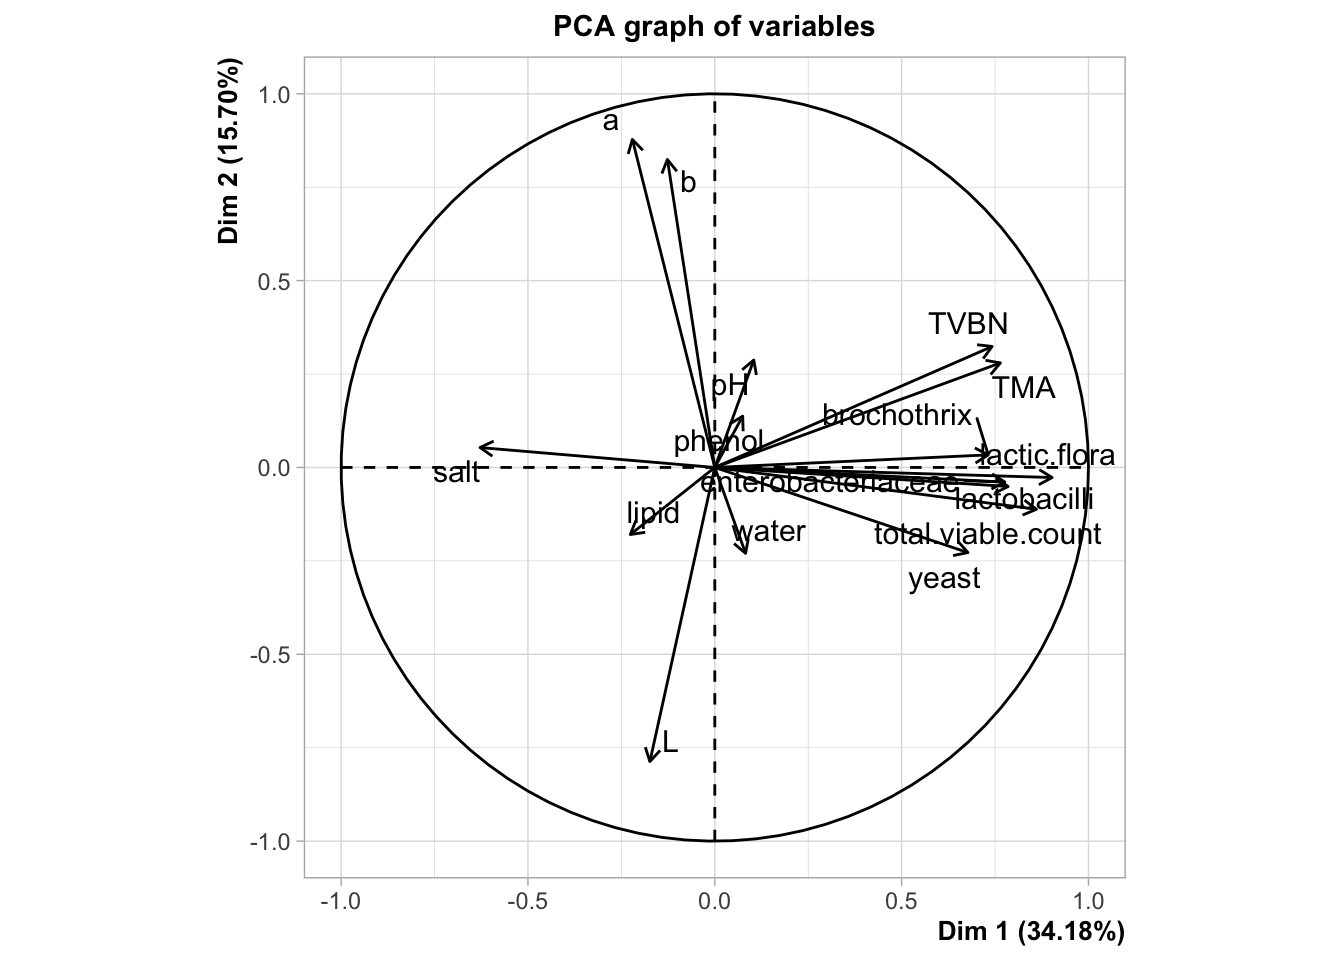 PCA graph of variables
Dim 2 (15.70%)
1.0
0.5
0.0
-0.5
-1.0
a
b
TVBN
TMA
pH
brochothrix
phenol
lactic.flora
salt
enterobacteriaceae
lactobacilli
lipid
water
total.viable.count
yeast
L
-1.0 -0.5 0.0 0.5 1.0
Dim 1 (34.18%)